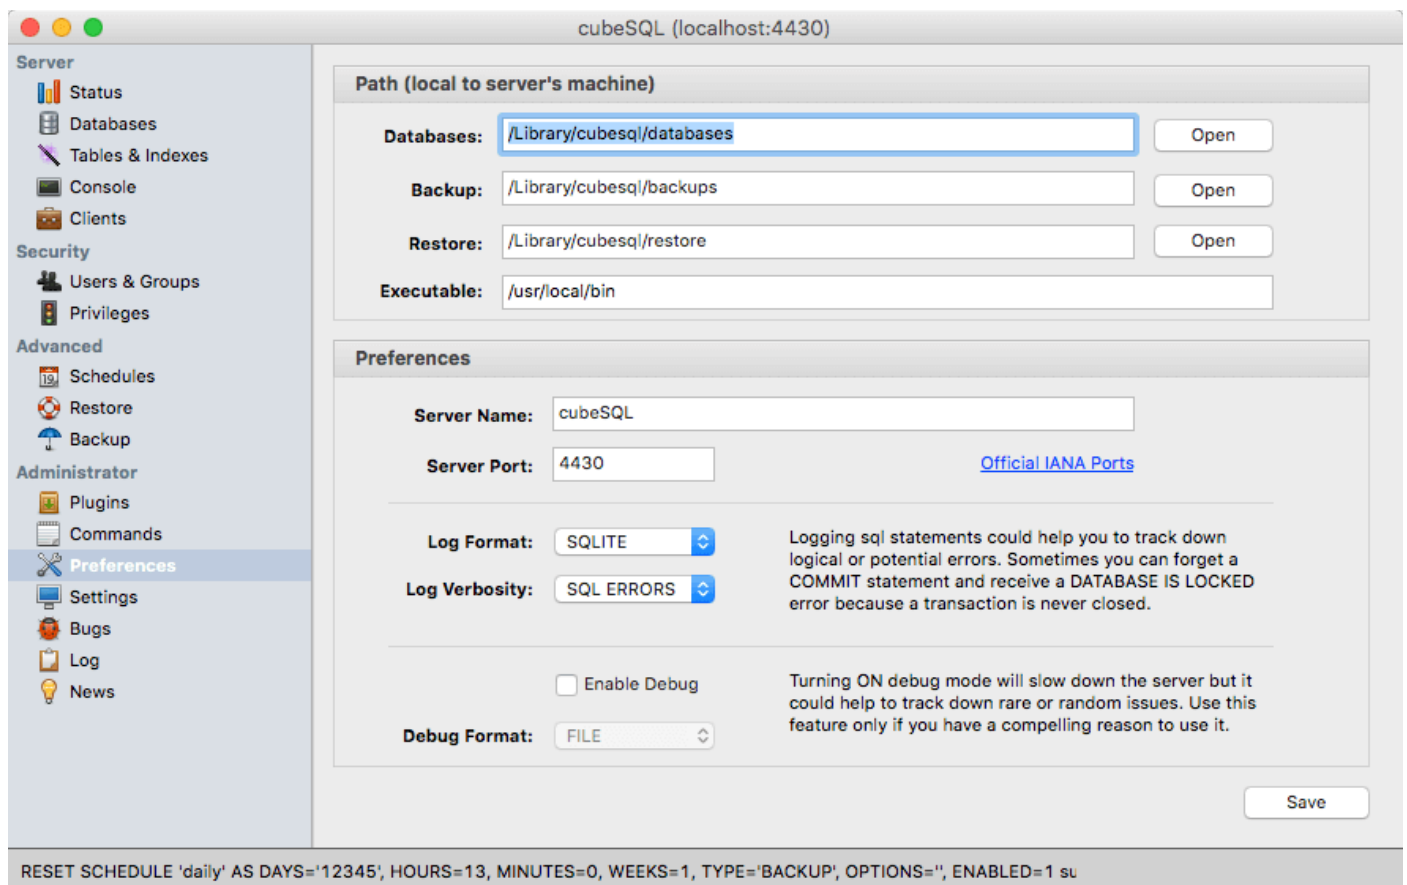 cubeSQL (localhost:4430)
Server
Status
Databases
Tables & Indexes
Console
Clients
Security
Users & Groups
Privileges
Advanced
Schedules
Restore
Backup
Administrator
Plugins
Commands
Preferences
Settings
Bugs
Log
News
Path (local to server's machine)
Databases: /Library/cubesql/databases Open
Backup: /Library/cubesql/backups Open
Restore: /Library/cubesql/restore Open
Executable: /usr/local/bin
Preferences
Server Name: cubeSQL
Server Port: 4430 Official IANA Ports
Log Format: SQLITE
Log Verbosity: SQL ERRORS
Logging sql statements could help you to track down
logical or potential errors. Sometimes you can forget a
COMMIT statement and receive a DATABASE IS LOCKED
error because a transaction is never closed.
Enable Debug
Debug Format: FILE
Turning ON debug mode will slow down the server but it
could help to track down rare or random issues. Use this
feature only if you have a compelling reason to use it.
Save
RESET SCHEDULE 'daily' AS DAYS='12345', HOURS=13, MINUTES=0, WEEKS=1, TYPE='BACKUP', OPTIONS='', ENABLED=1 su